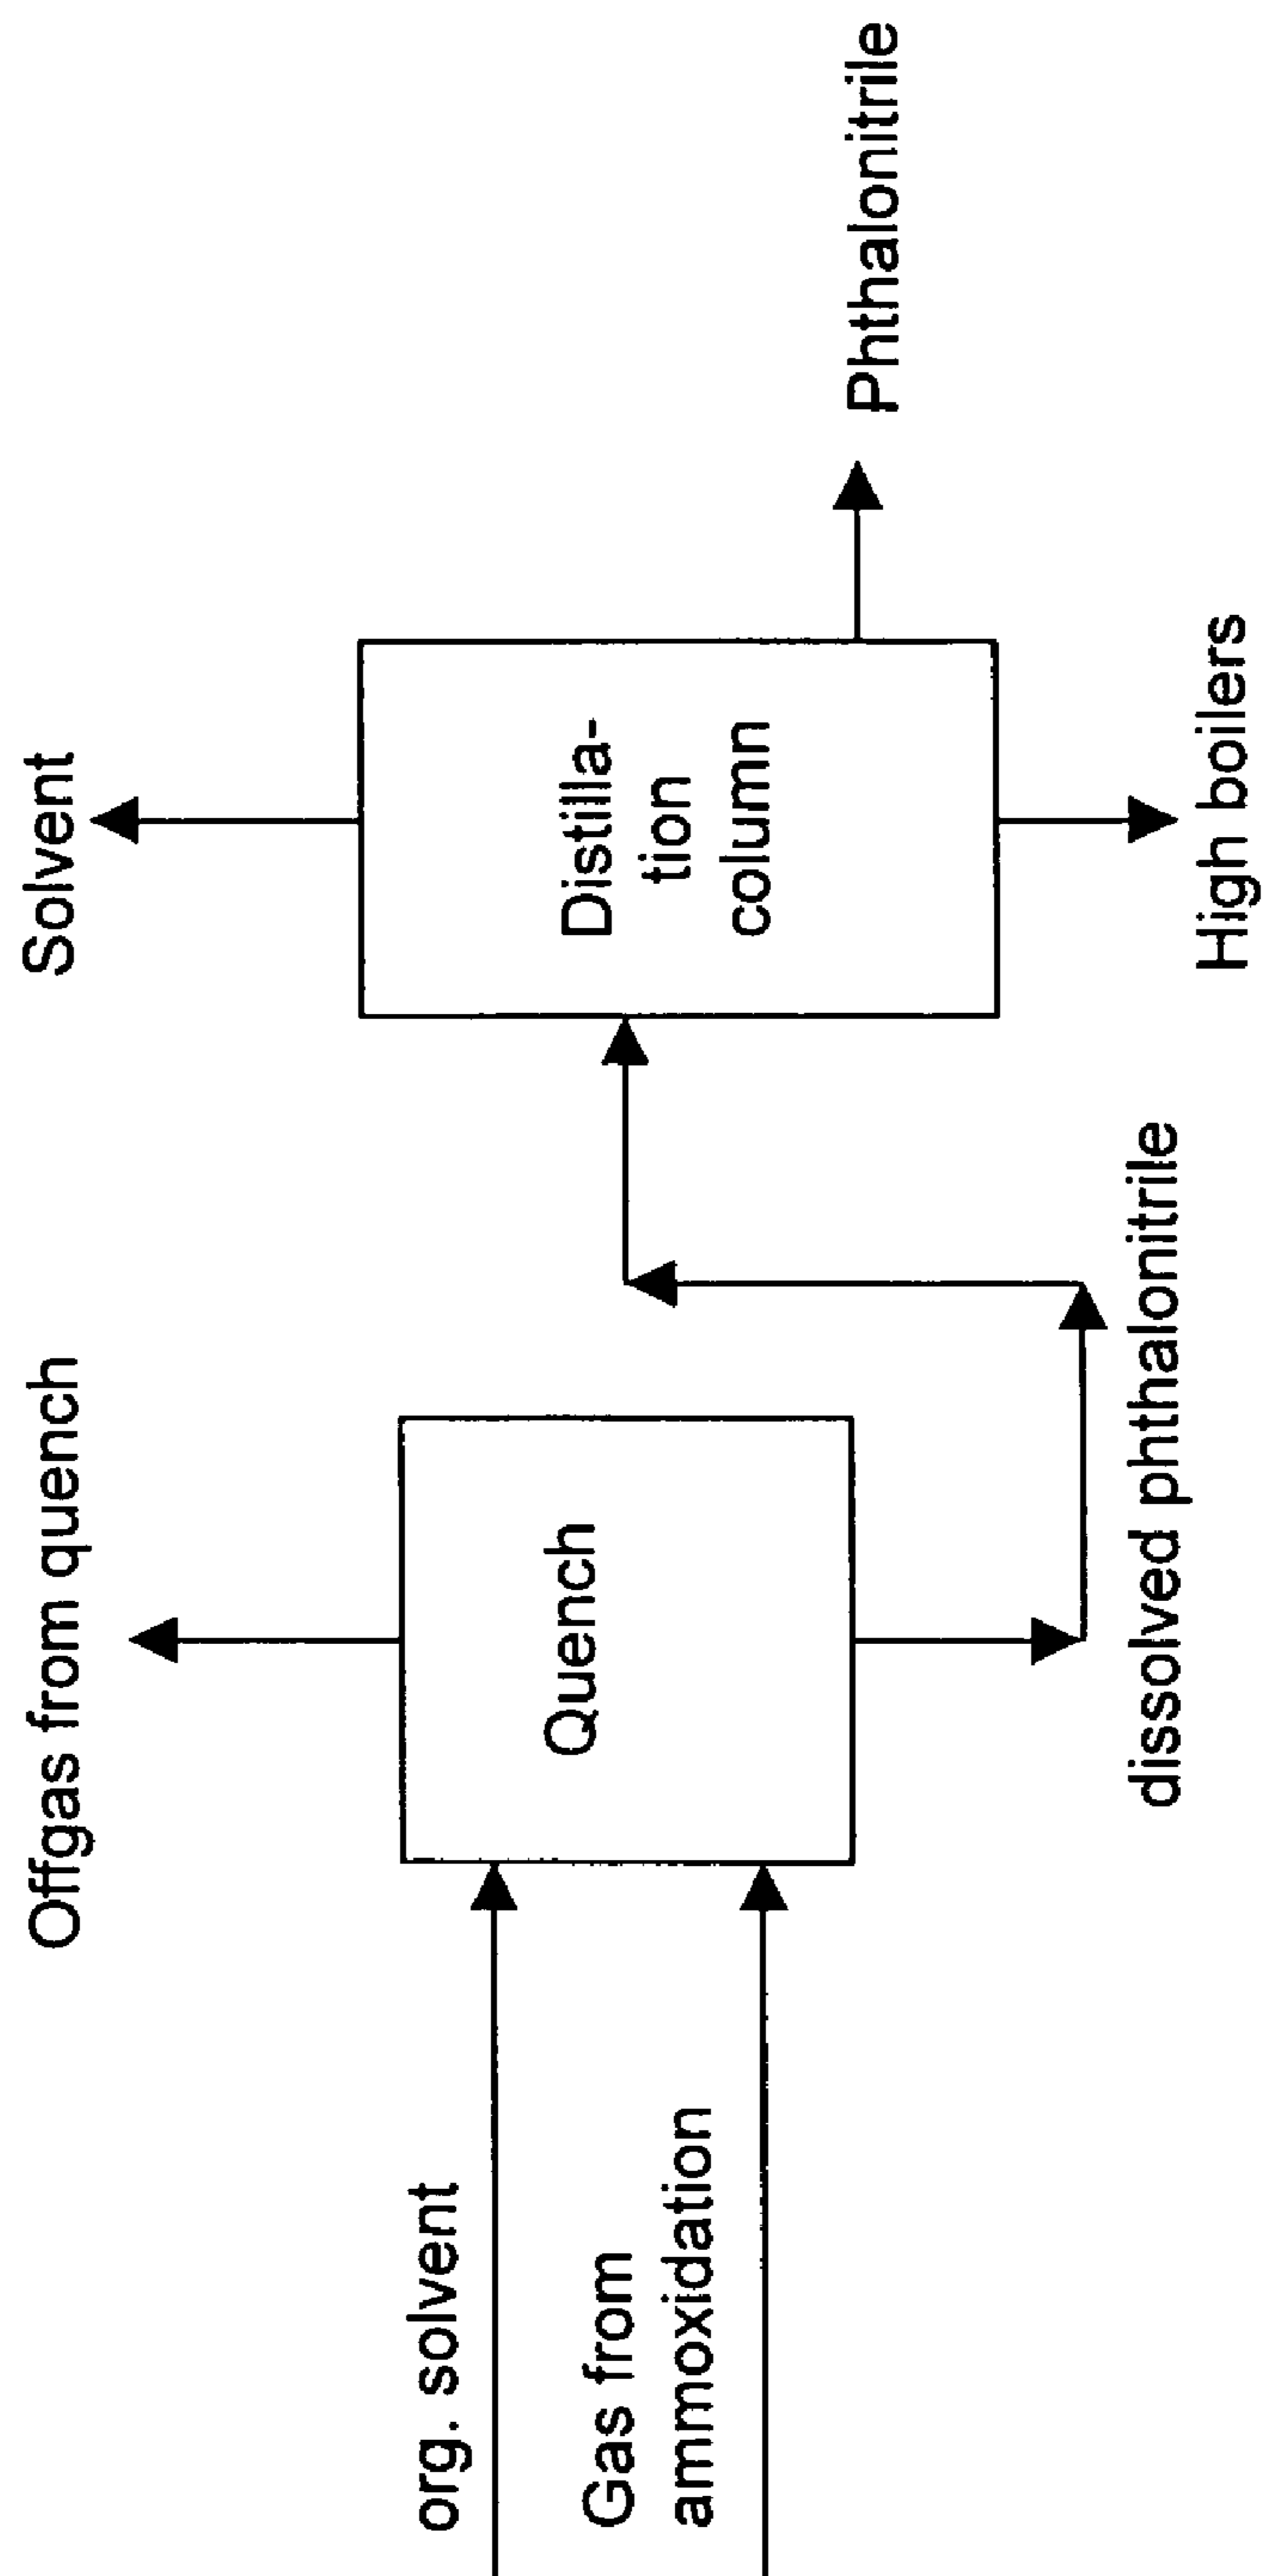 Offgas from quench
Solvent
org. solvent
Gas from
ammoxidation
Quench
Distilla-
tion
column
Phthalonitrile
dissolved phthalonitrile
High boilers